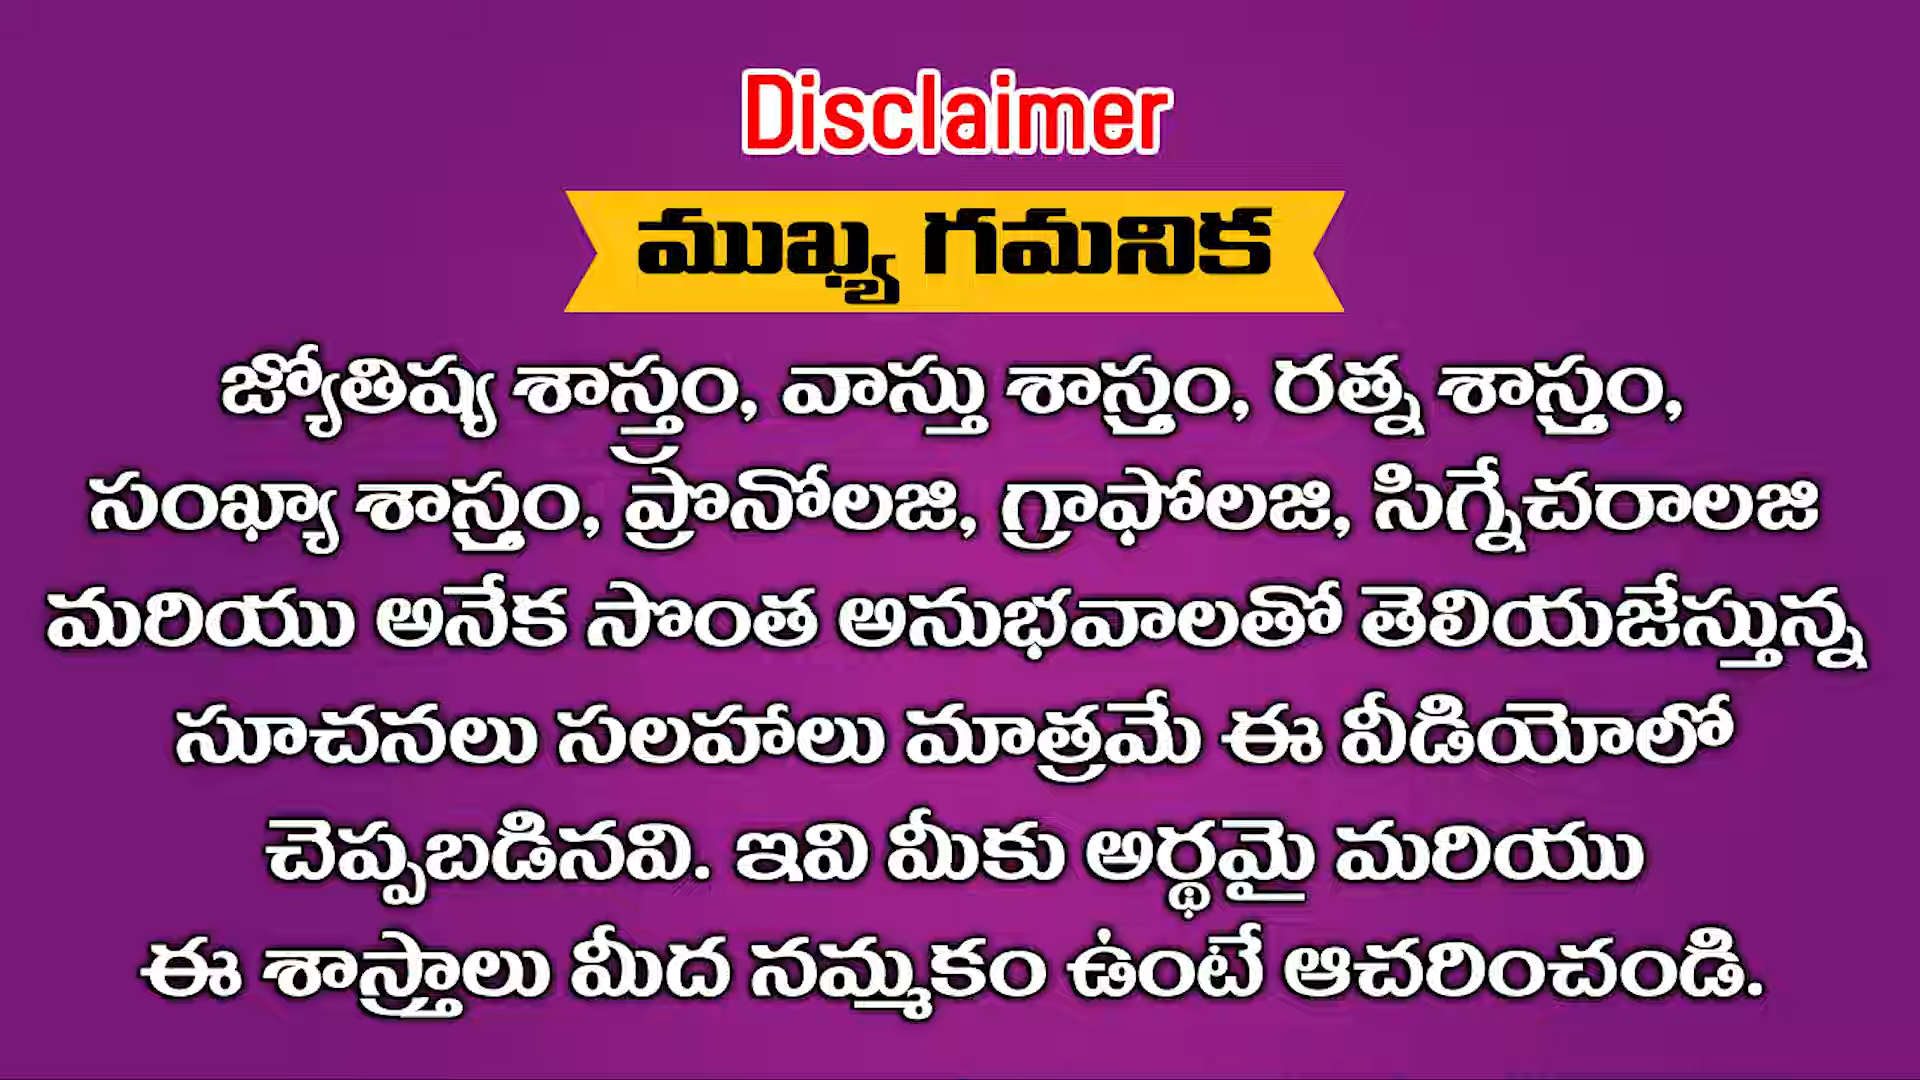 Disclaimer
ముఖ్య గమనిక
జ్యోతిష్య శాస్త్ర్రం, వాస్తు శాస్త్రం, రత్న శాస్త్రం,
సంఖ్యా శాస్త్రం, ప్రొనోలజి, గ్రాఫోలజి, సిగ్నేచరాలజి
మరియు అనేక సొంత అనుభవాలతో తెలియజేస్తున్న
సూచనలు సలహాలు మాత్రమే ఈ వీడియోలో
చెప్పబడినవి. ఇవి మీకు అర్థమై మరియు
ఈ శాస్త్రాలు మీద నమ్మకం ఉంటే ఆచరించండి.